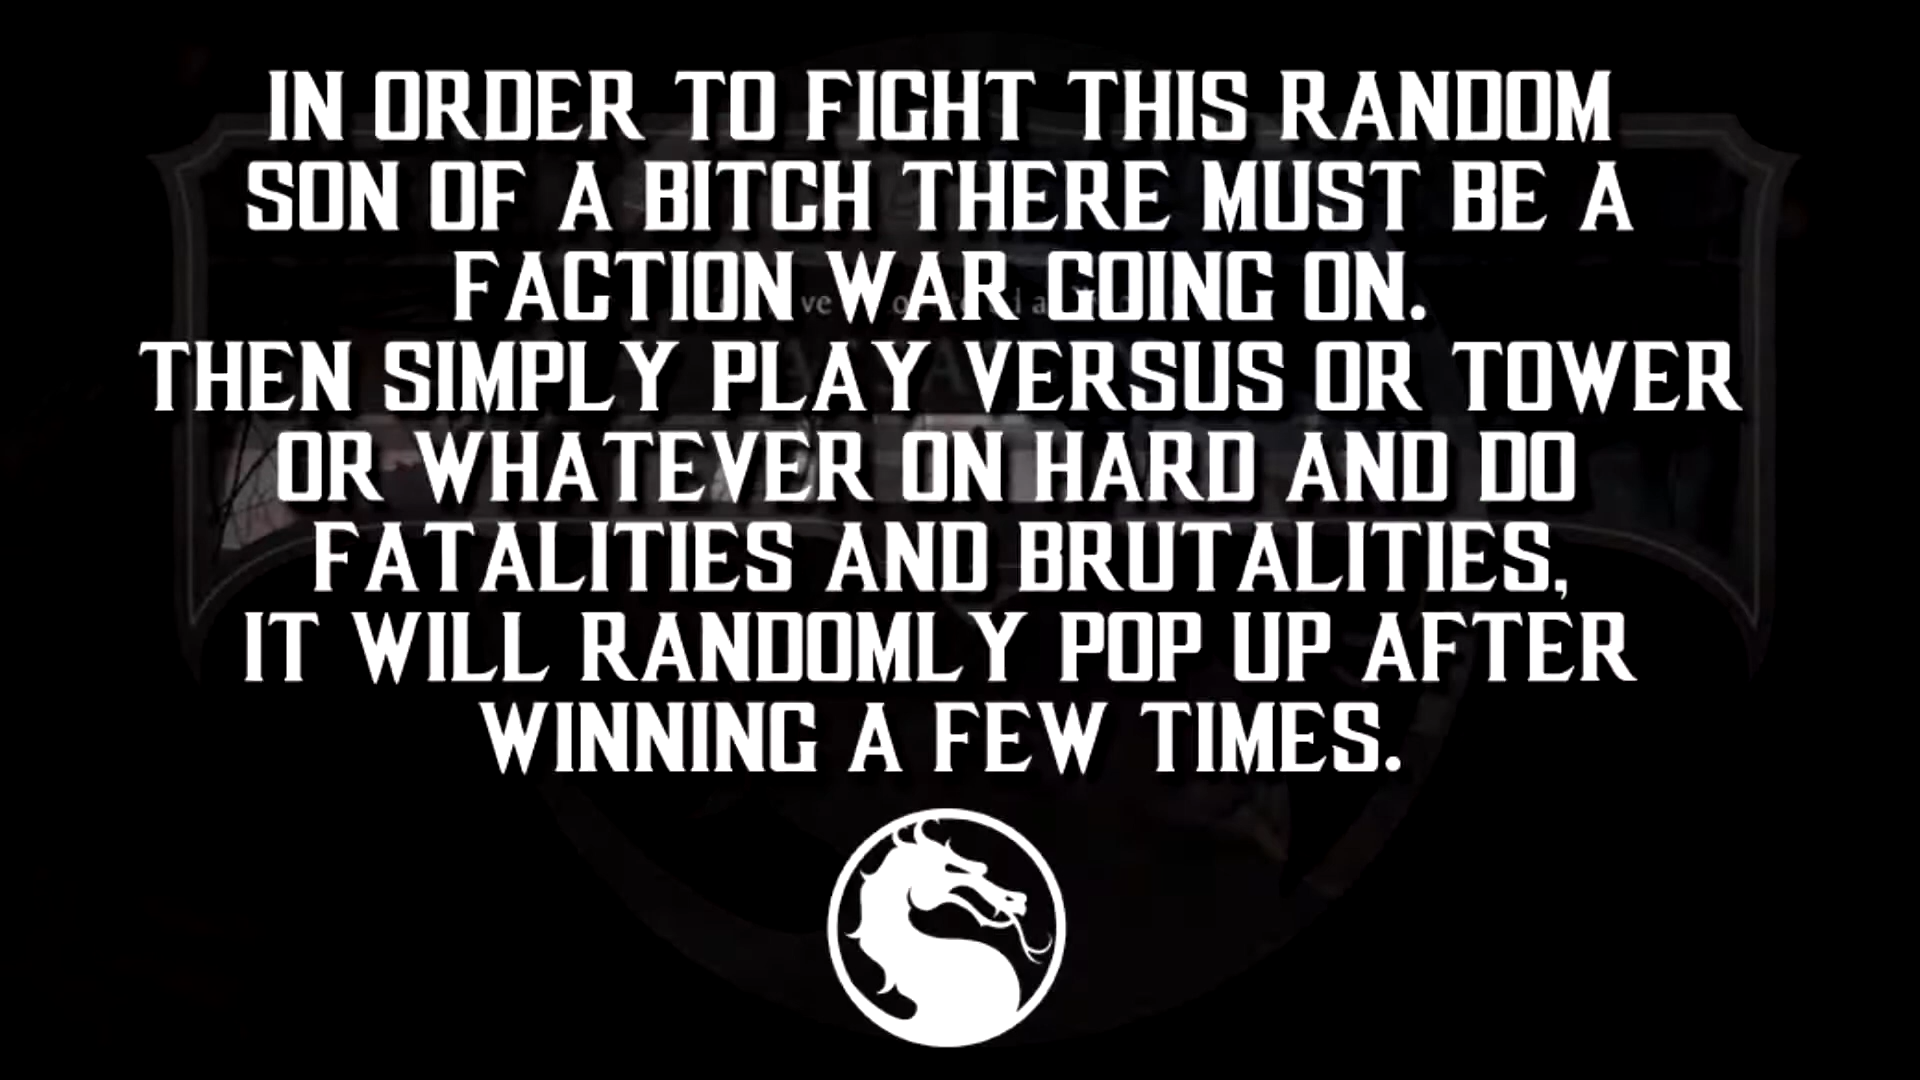 IN ORDER TO FIGHT THIS RANDOM
SON OF A BITCH THERE MUST BE A
FACTION WAR GOING ON.
THEN SIMPLY PLAY VERSUS OR TOWER
OR WHATEVER ON HARD AND DO
FATALITIES AND BRUTALITIES,
IT WILL RANDOMLY POP UP AFTER
WINNING A FEW TIMES.